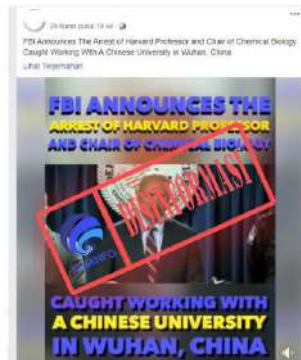 29 Maret pukul 19.49
FBI Announces The Arrest of Harvard Professor and Chair of Chemical Biology
Caught Working With A Chinese University in Wuhan, China
Lihat Terjemahan
FBI ANNOUNCES THE
ARREST OF HARVARD PROFESSOR
AND CHAIR OF CHEMICAL BIOLOGY
DISINFORMASI
KOMINFO
CAUGHT WORKING WITH
A CHINESE UNIVERSITY
IN WUHAN, CHINA